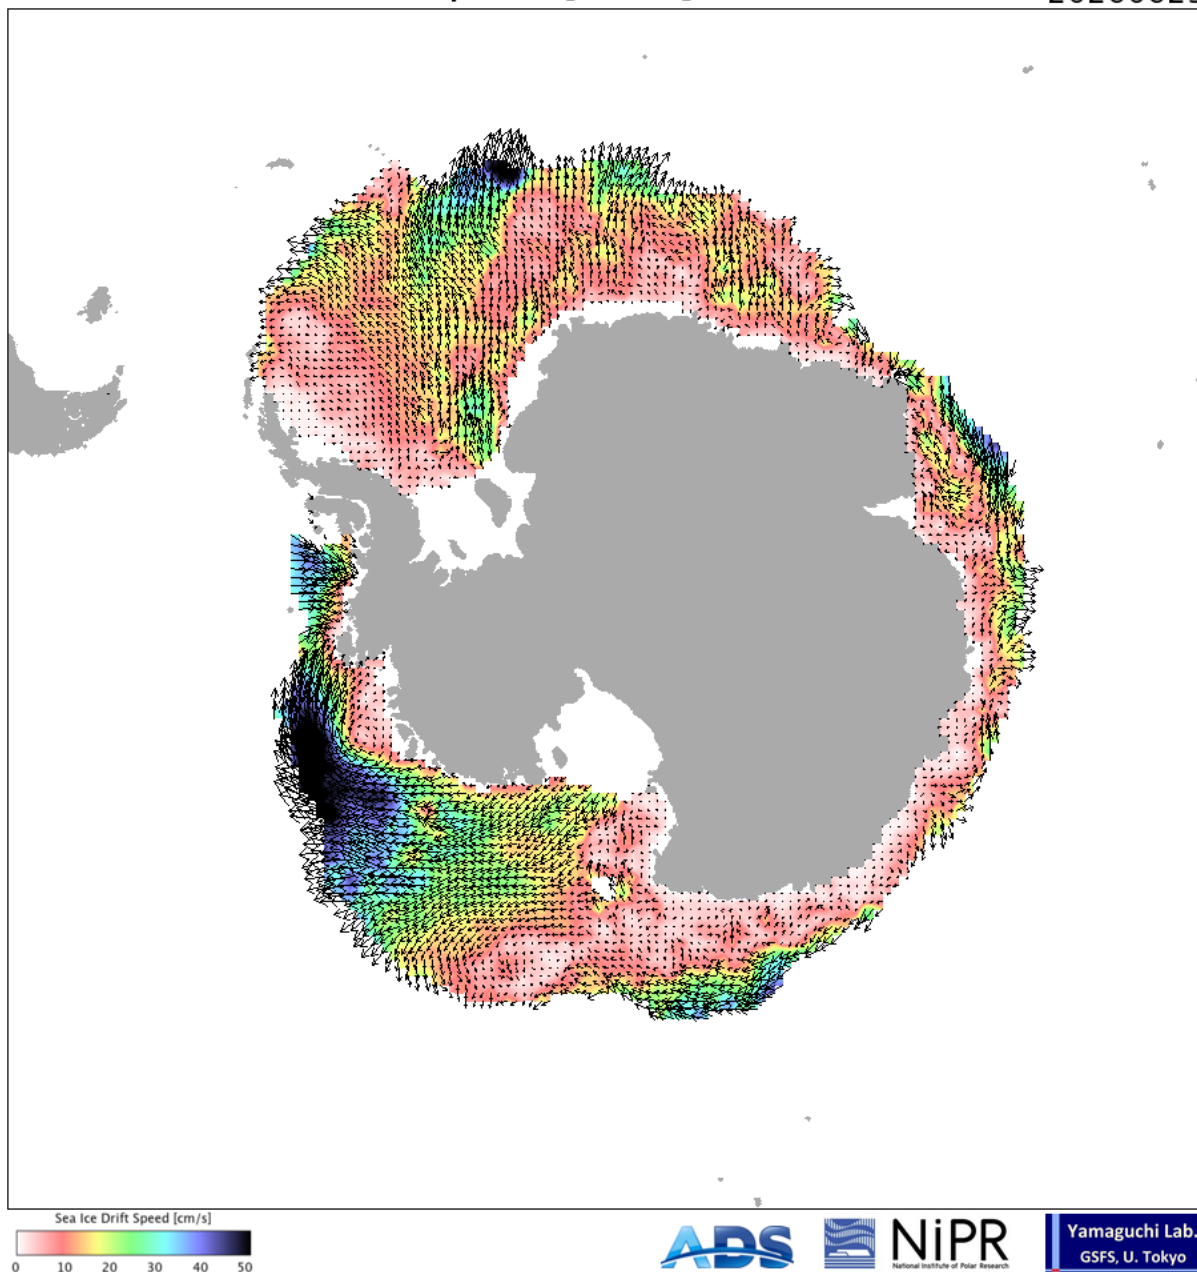 Sea Ice Drift Speed [cm/s]
0 10 20 30 40 50
ADS
NiPR
National Institute of Polar Research
Yamaguchi Lab.
GSFS, U. Tokyo